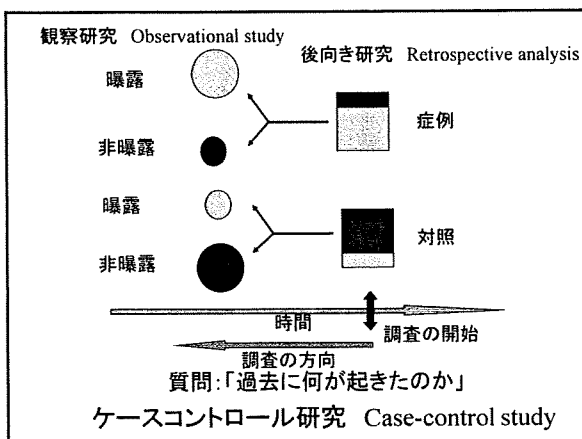 観察研究 Observational study
後向き研究 Retrospective analysis
曝露
症例
非曝露
曝露
対照
非曝露
時間
調査の開始
調査の方向
質問:「過去に何が起きたのか」
ケースコントロール研究 Case-control study